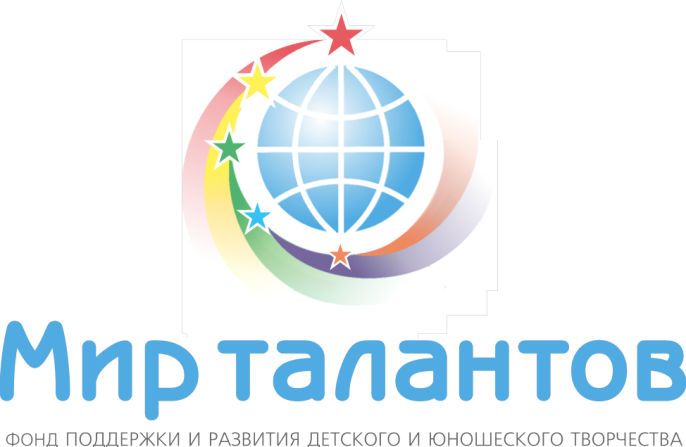 Мир талантов
ФОНД ПОДДЕРЖКИ И РАЗВИТИЯ ДЕТСКОГО И ЮНОШЕСКОГО ТВОРЧЕСТВА